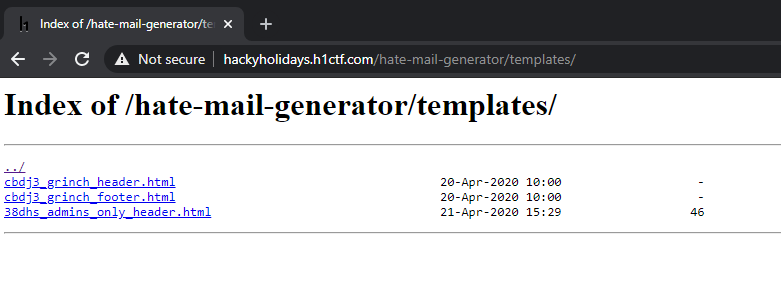 Index of /hate-mail-generator/te
Not secure hackyholidays.h1ctf.com/hate-mail-generator/templates/
Index of /hate-mail-generator/templates/
../
cbdj3_grinch_header.html 20-Apr-2020 10:00 -
cbdj3_grinch_footer.html 20-Apr-2020 10:00 -
38dhs_admins_only_header.html 21-Apr-2020 15:29 46